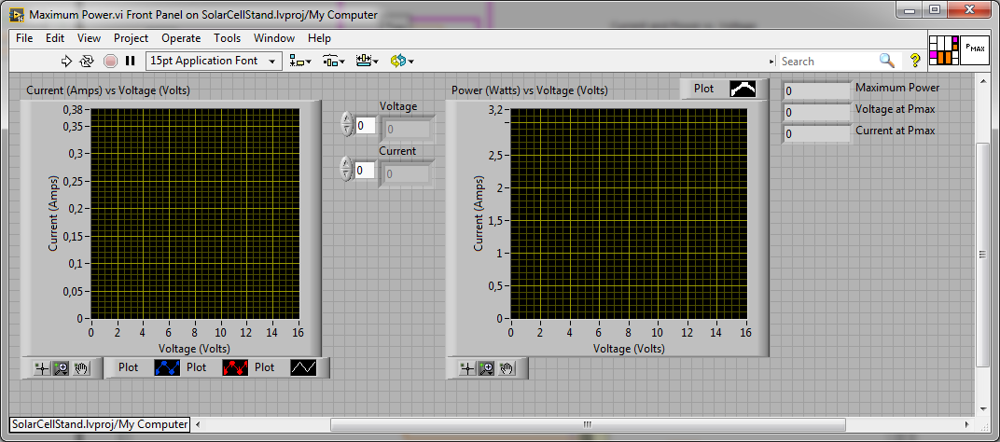 Maximum Power.vi Front Panel on SolarCellStand.lvproj/My Computer
File Edit View Project Operate Tools Window Help
15pt Application Font
Search
?
PMAX
Current (Amps) vs Voltage (Volts)
0,38
0,35
0,3
0,25
0,2
0,15
0,1
0,05
0
Current (Amps)
0 2 4 6 8 10 12 14 16
Voltage (Volts)
Plot Plot Plot
Voltage
0 0
Current
0 0
Power (Watts) vs Voltage (Volts)
Plot
3,2
2,5
2
1,5
1
0,5
0
Current (Amps)
0 2 4 6 8 10 12 14 16
Voltage (Volts)
0 Maximum Power
0 Voltage at Pmax
0 Current at Pmax
SolarCellStand.lvproj/My Computer